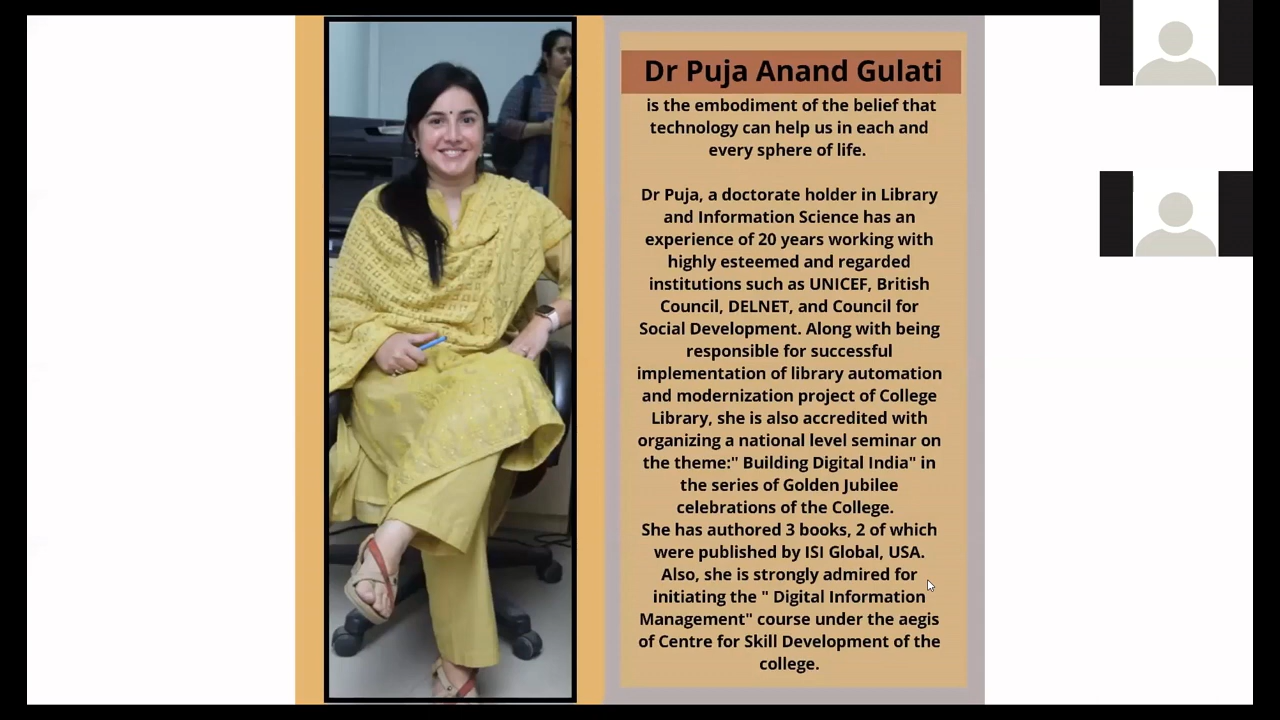 Dr Puja Anand Gulati
is the embodiment of the belief that
technology can help us in each and
every sphere of life.
Dr Puja, a doctorate holder in Library
and Information Science has an
experience of 20 years working with
highly esteemed and regarded
institutions such as UNICEF, British
Council, DELNET, and Council for
Social Development. Along with being
responsible for successful
implementation of library automation
and modernization project of College
Library, she is also accredited with
organizing a national level seminar on
the theme:" Building Digital India" in
the series of Golden Jubilee
celebrations of the College.
She has authored 3 books, 2 of which
were published by ISI Global, USA.
Also, she is strongly admired for
initiating the " Digital Information
Management" course under the aegis
of Centre for Skill Development of the
college.